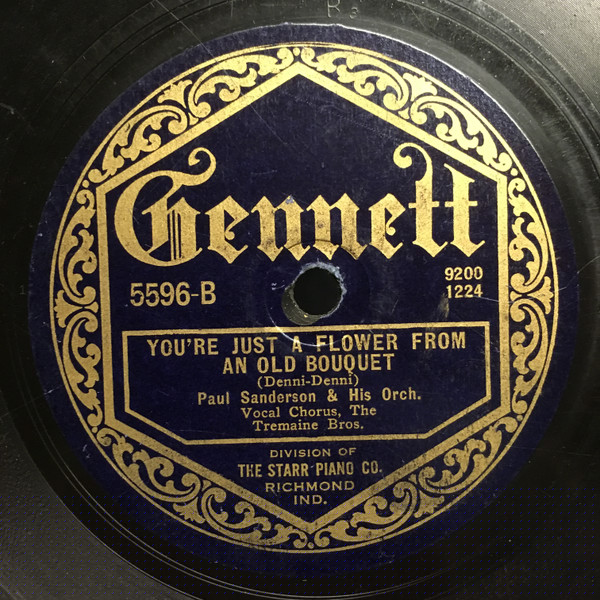 Gennett
5596-B
9200
1224
YOU'RE JUST A FLOWER FROM
AN OLD BOUQUET
(Denni-Denni)
Paul Sanderson & His Orch.
Vocal Chorus, The
Tremaine Bros.
DIVISION OF
THE STARR PIANO CO.
RICHMOND
IND.